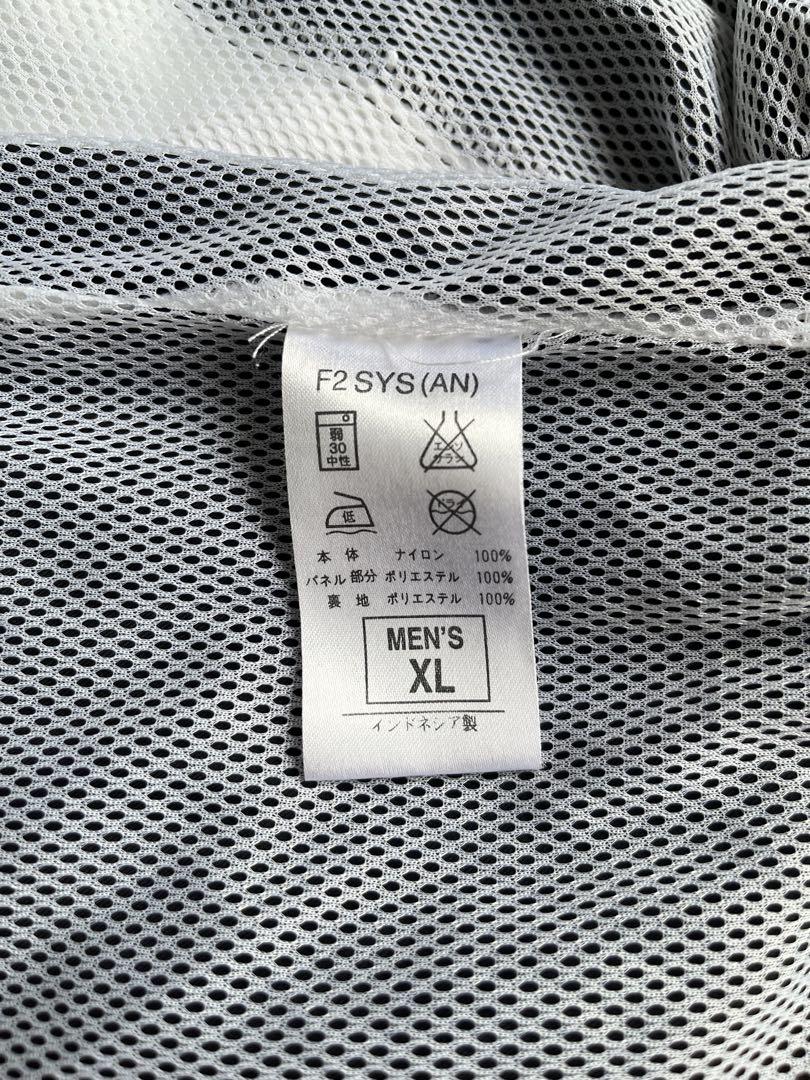 F2 SYS (AN)
弱
30
中性
エンソ
サラシ
低
ドライ
本体 ナイロン 100%
パネル部分 ポリエステル 100%
裏地 ポリエステル 100%
MEN'S
XL
インドネシア製